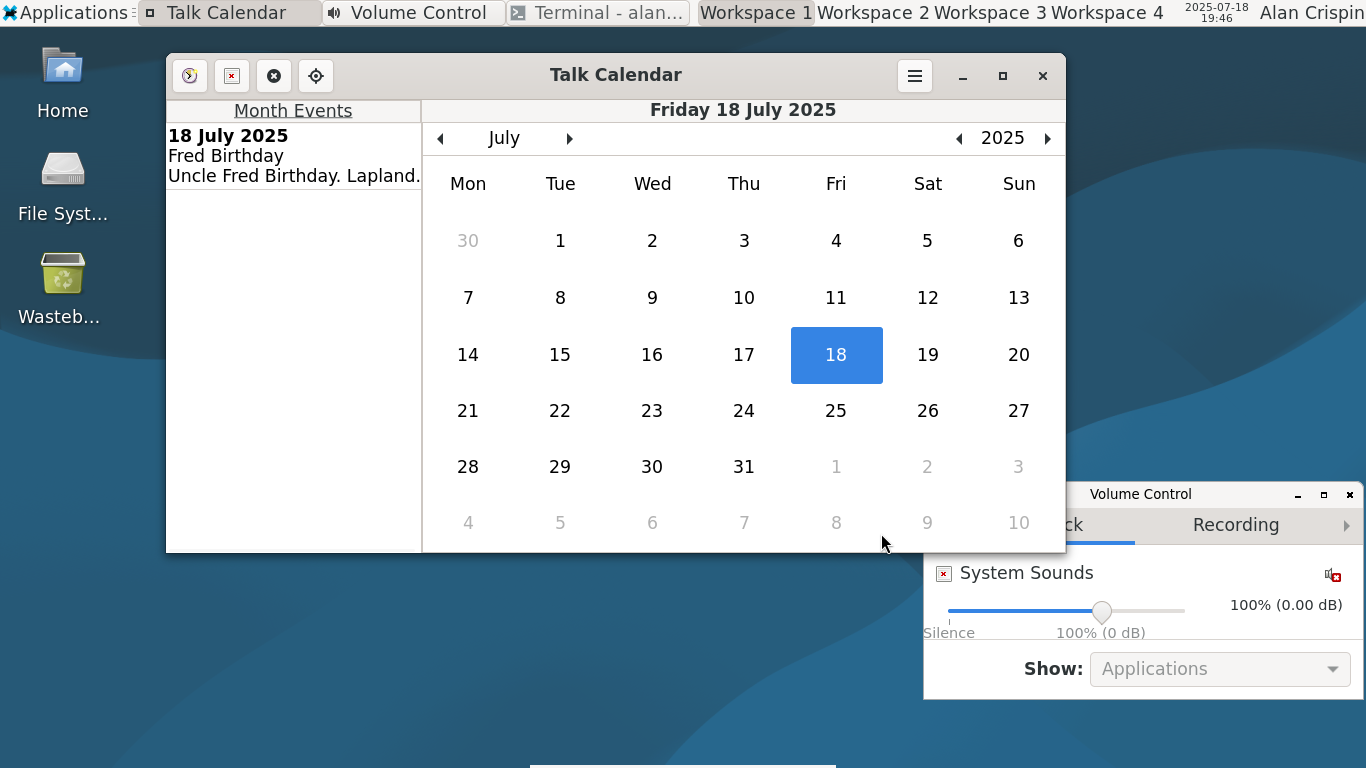 Applications
Talk Calendar
Volume Control
Terminal - alan...
Workspace 1
Workspace 2
Workspace 3
Workspace 4
2025-07-18
19:46
Alan Crispin
Home
File Syst...
Wasteb...
Talk Calendar
Month Events
18 July 2025
Fred Birthday
Uncle Fred Birthday. Lapland.
Friday 18 July 2025
July 2025
Mon Tue Wed Thu Fri Sat Sun
30 1 2 3 4 5 6
7 8 9 10 11 12 13
14 15 16 17 18 19 20
21 22 23 24 25 26 27
28 29 30 31 1 2 3
4 5 6 7 8 9 10
Volume Control
ck Recording
System Sounds
100% (0.00 dB)
Silence 100% (0 dB)
Show: Applications